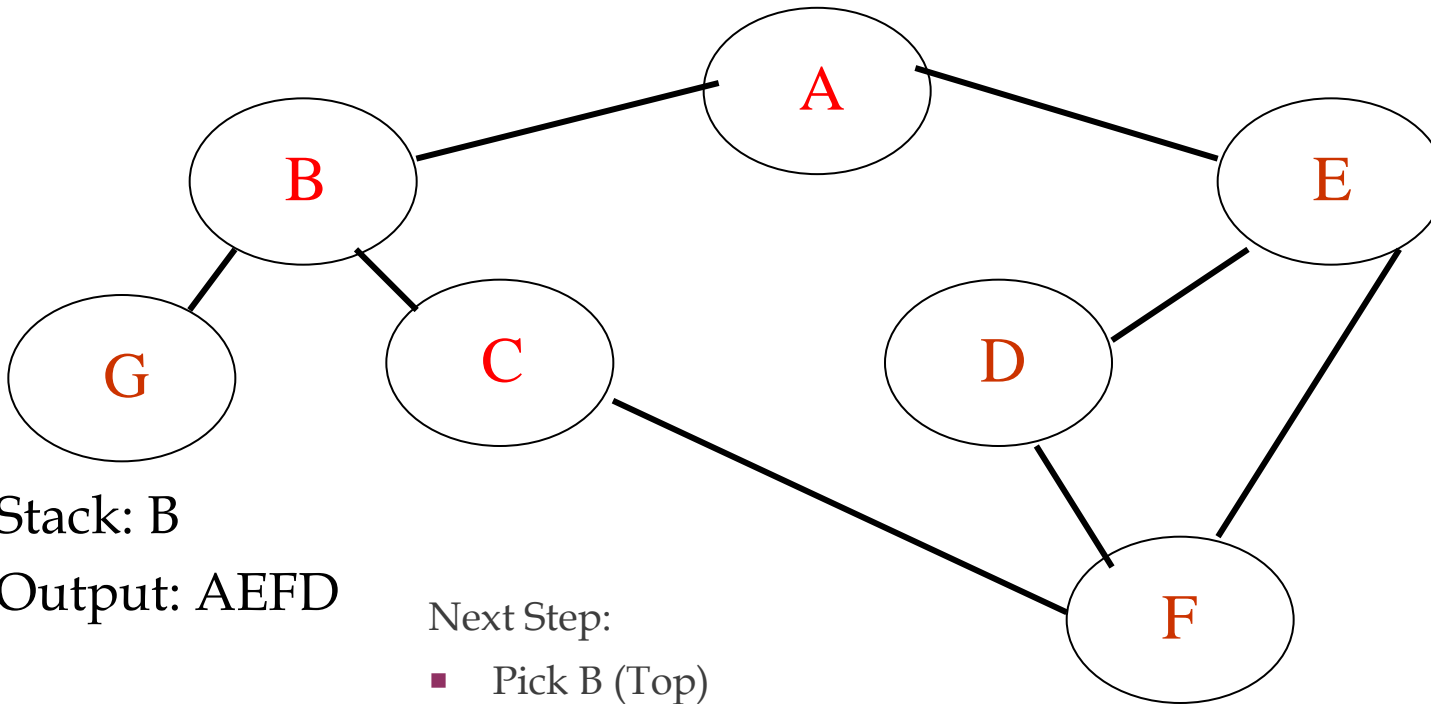 A
B
E
G
C
D
Stack: B
Output: AEFD
Next Step:
F
▪ Pick B (Top)